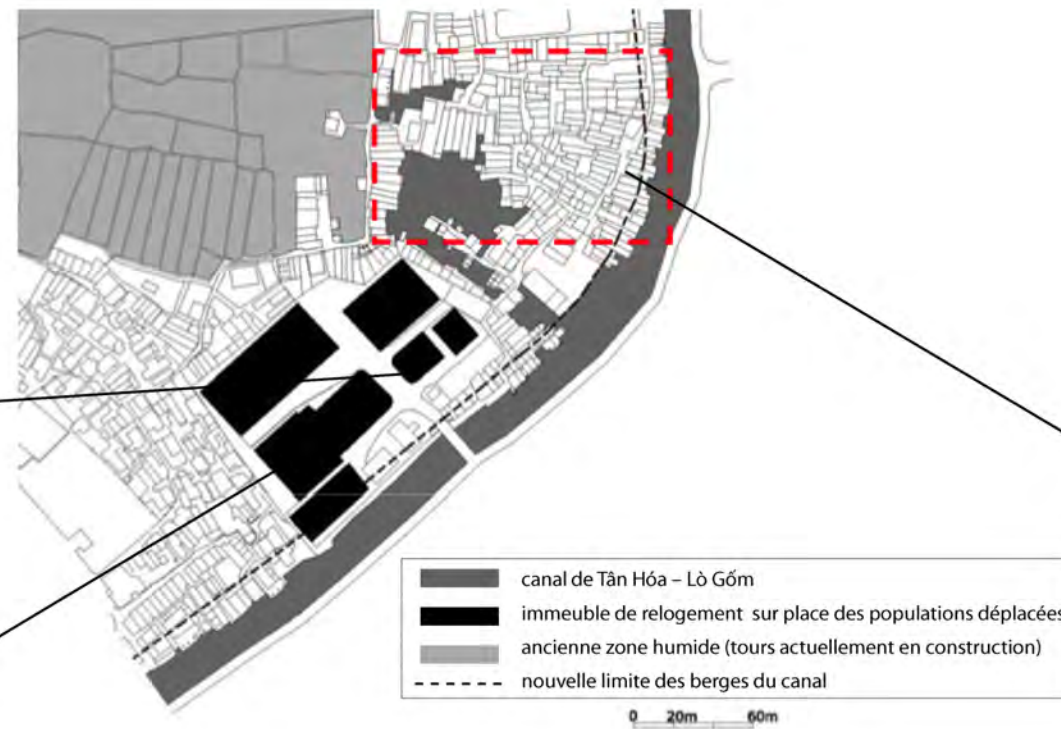 canal de Tân Hóa – Lò Gốm
immeuble de relogement sur place des populations déplacées
ancienne zone humide (tours actuellement en construction)
nouvelle limite des berges du canal
0 20m 60m